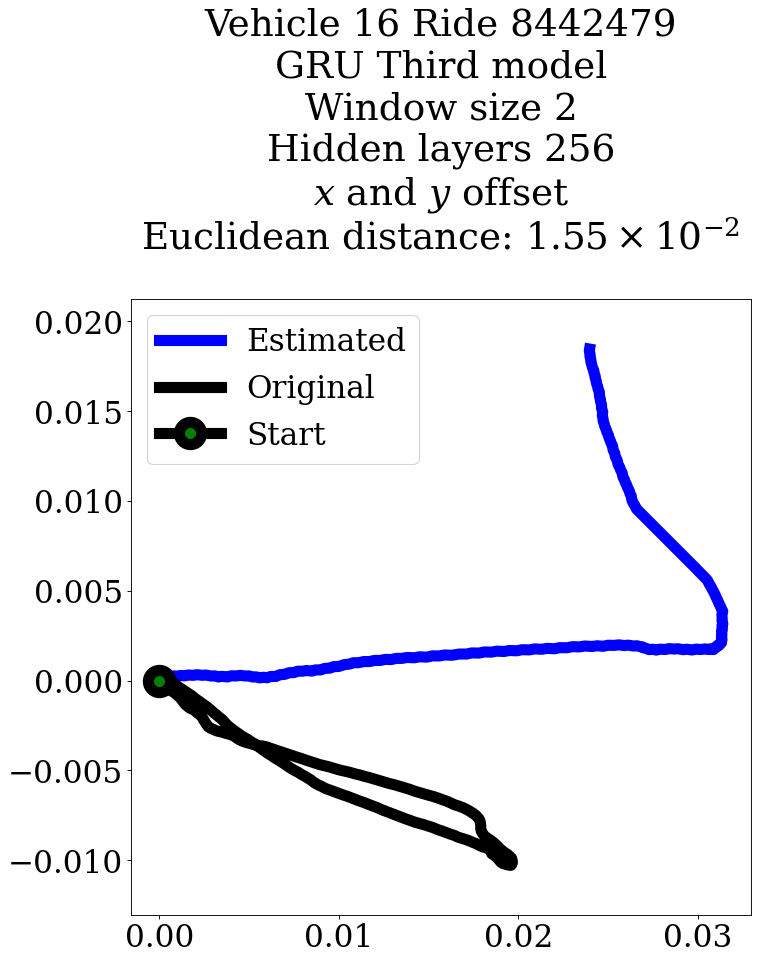 Vehicle 16 Ride 8442479
GRU Third model
Window size 2
Hidden layers 256
x and y offset
Euclidean distance: 1.55 × 10⁻²
Estimated
Original
Start
0.020
0.015
0.010
0.005
0.000
−0.005
−0.010
0.00 0.01 0.02 0.03